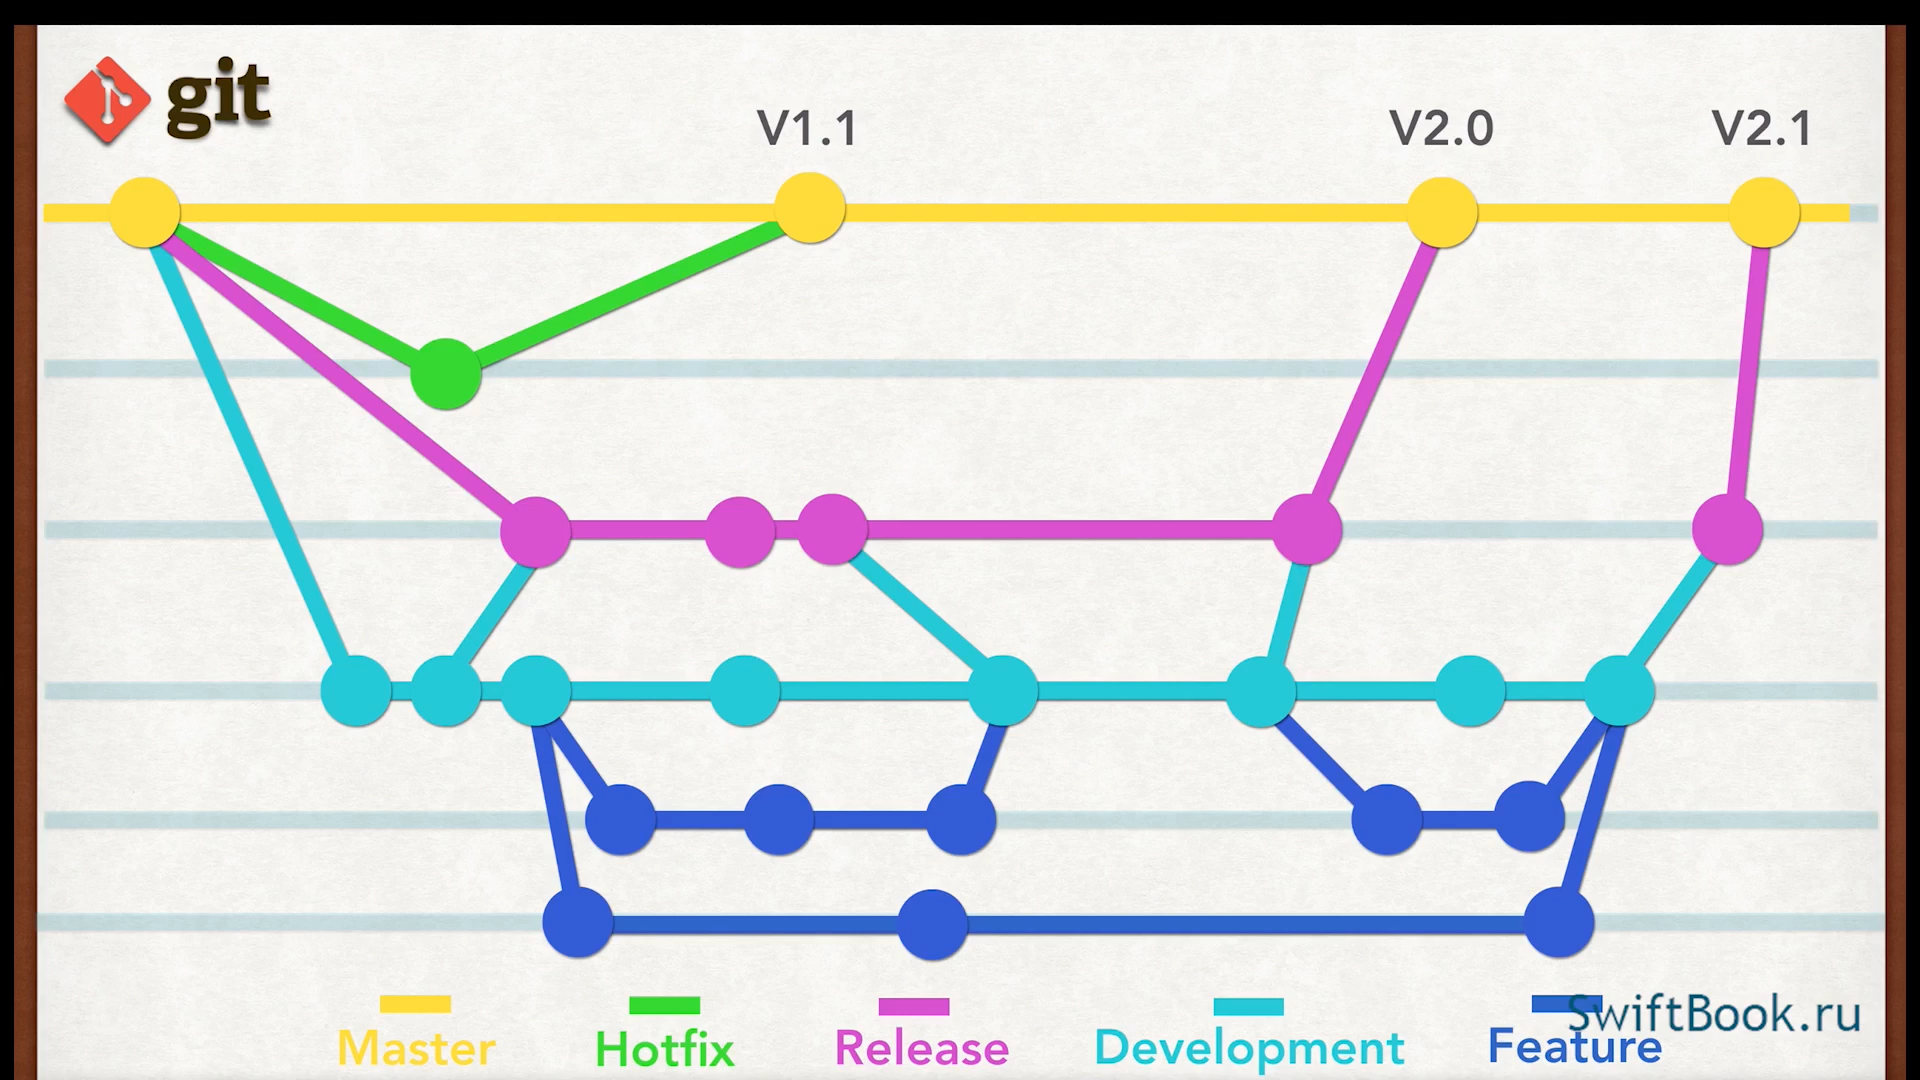 git
V1.1 V2.0 V2.1
Master Hotfix Release Development Feature
SwiftBook.ru